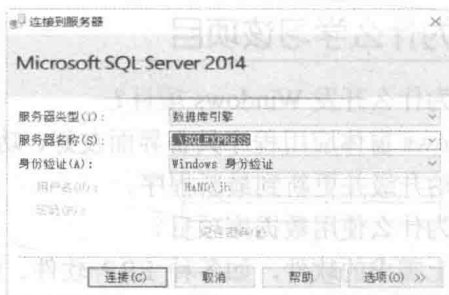 连接到服务器
Microsoft SQL Server 2014
服务器类型(T): 数据库引擎
服务器名称(S): .\SQLEXPRESS
身份验证(A): Windows 身份验证
用户名(U):
密码(P):
连接(C) 取消 帮助 选项(O) >>